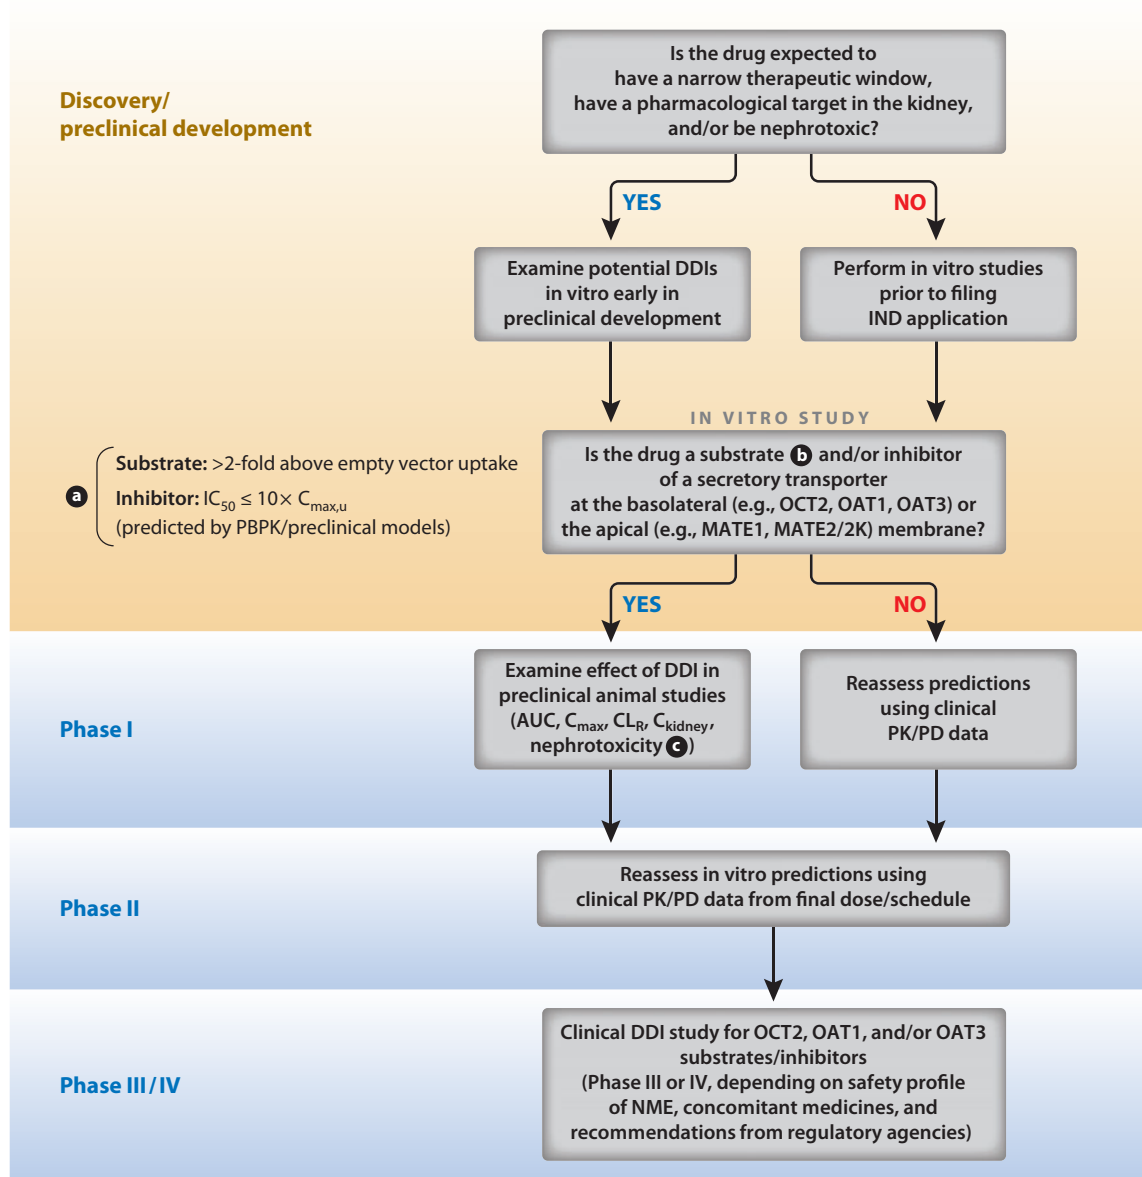 Discovery/
preclinical development
Is the drug expected to
have a narrow therapeutic window,
have a pharmacological target in the kidney,
and/or be nephrotoxic?
YES
NO
Examine potential DDIs
in vitro early in
preclinical development
Perform in vitro studies
prior to filing
IND application
IN VITRO STUDY
a
Substrate: >2-fold above empty vector uptake
Inhibitor: IC50 ≤ 10× Cmax,u
(predicted by PBPK/preclinical models)
Is the drug a substrate b and/or inhibitor
of a secretory transporter
at the basolateral (e.g., OCT2, OAT1, OAT3) or
the apical (e.g., MATE1, MATE2/2K) membrane?
YES
NO
Phase I
Examine effect of DDI in
preclinical animal studies
(AUC, Cmax, CLR, Ckidney,
nephrotoxicity c)
Reassess predictions
using clinical
PK/PD data
Phase II
Reassess in vitro predictions using
clinical PK/PD data from final dose/schedule
Phase III/IV
Clinical DDI study for OCT2, OAT1, and/or OAT3
substrates/inhibitors
(Phase III or IV, depending on safety profile
of NME, concomitant medicines, and
recommendations from regulatory agencies)